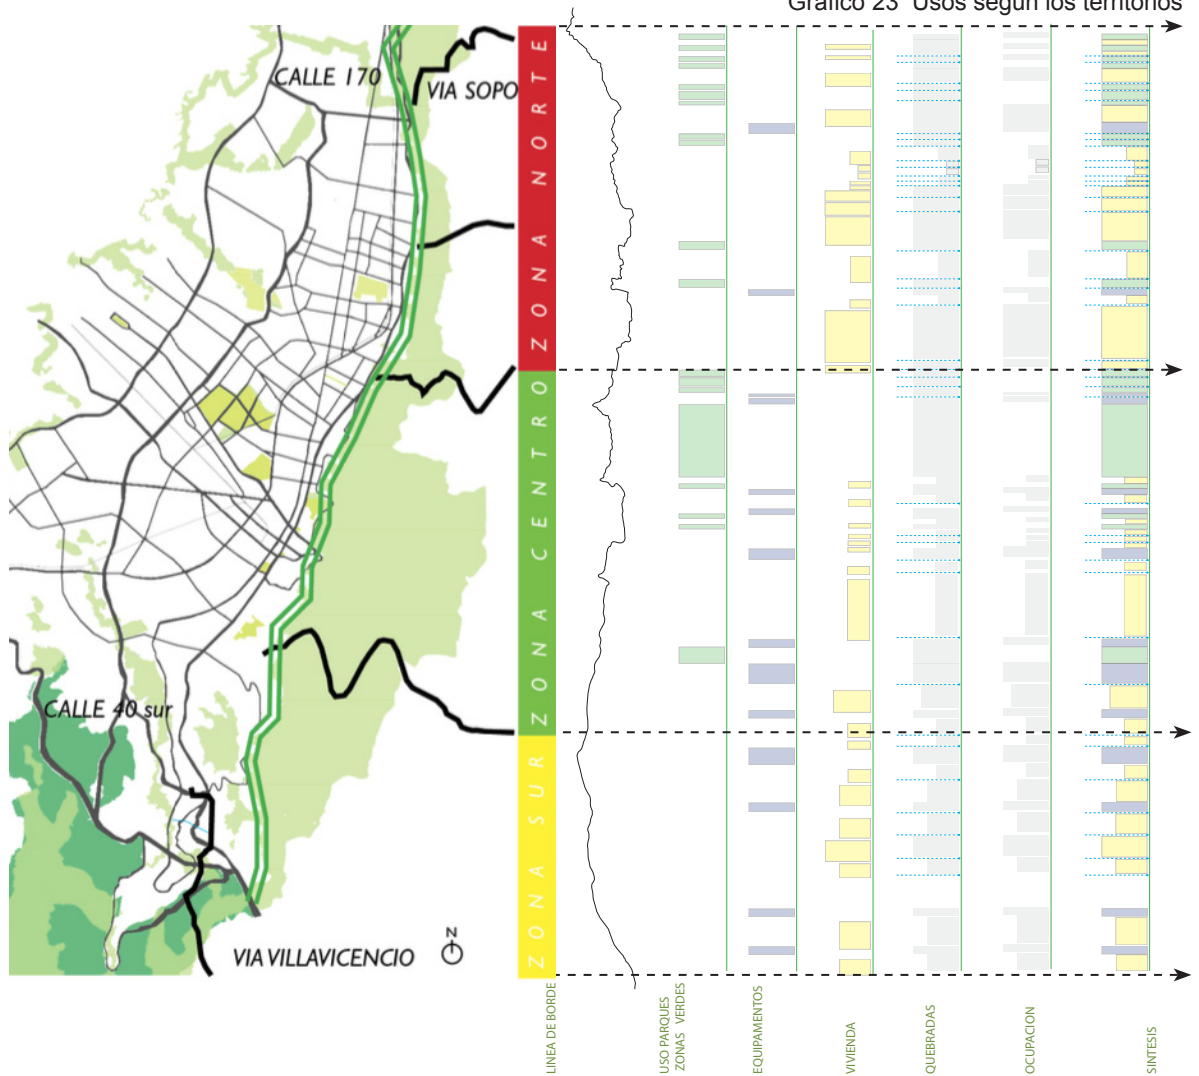 Gráfico 23  Usos según los territorios
CALLE 170
VIA SOPO
ZONA NORTE
ZONA CENTRO
CALLE 40 sur
ZONA SUR
VIA VILLAVICENCIO
N
LINEA DE BORDE
USO PARQUES
ZONAS VERDES
EQUIPAMENTOS
VIVIENDA
QUEBRADAS
OCUPACION
SINTESIS